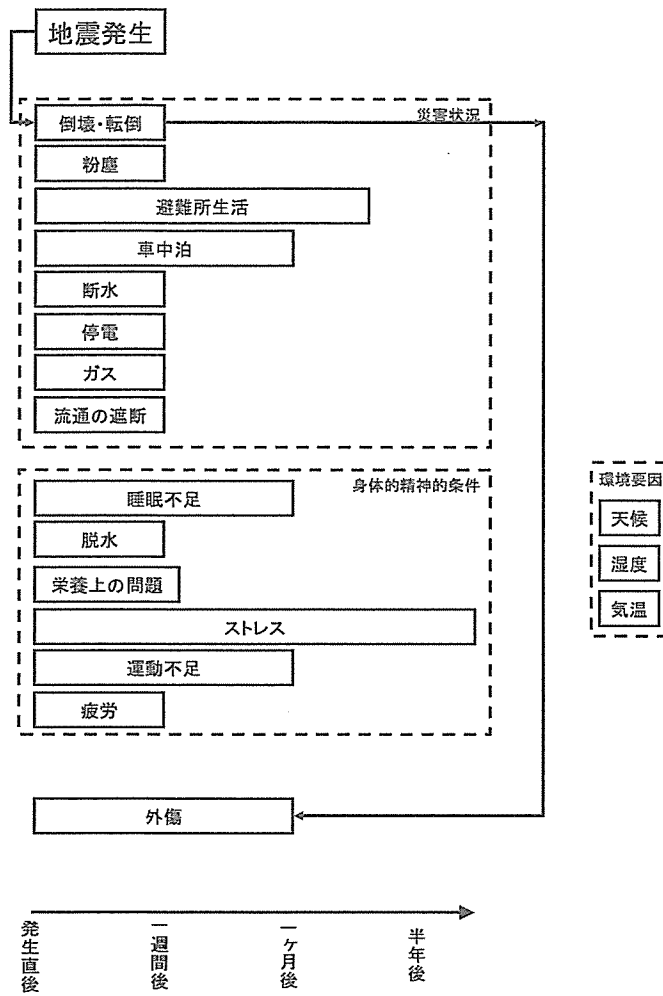 地震発生
災害状況
倒壊・転倒
粉塵
避難所生活
車中泊
断水
停電
ガス
流通の遮断
身体的精神的条件
睡眠不足
脱水
栄養上の問題
ストレス
運動不足
疲労
環境要因
天候
湿度
気温
外傷
発生直後
一週間後
一ヶ月後
半年後